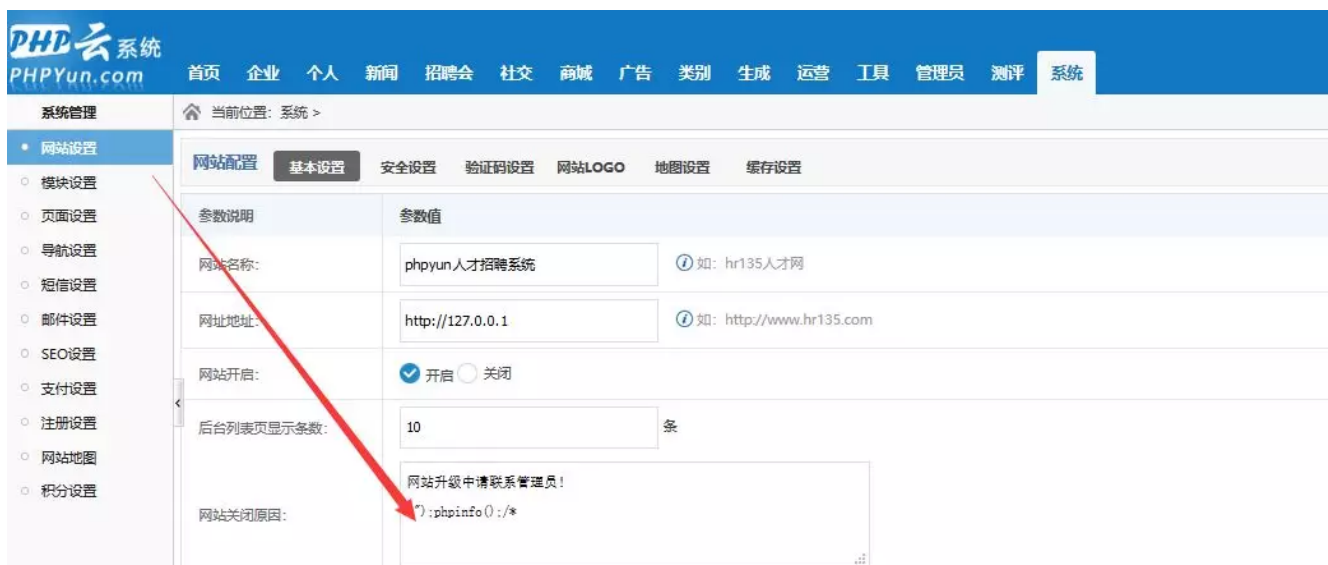 PHP云系统
PHPYun.com
首页 企业 个人 新闻 招聘会 社交 商城 广告 类别 生成 运营 工具 管理员 测评 系统
系统管理
当前位置：系统 >
网站设置
模块设置
页面设置
导航设置
短信设置
邮件设置
SEO设置
支付设置
注册设置
网站地图
积分设置
网站配置 基本设置 安全设置 验证码设置 网站LOGO 地图设置 缓存设置
参数说明 参数值
网站名称: phpyun人才招聘系统 如：hr135人才网
网址地址: http://127.0.0.1 如：http://www.hr135.com
网站开启: 开启 关闭
后台列表页显示条数: 10 条
网站关闭原因:
网站升级中请联系管理员!
");phpinfo();/*